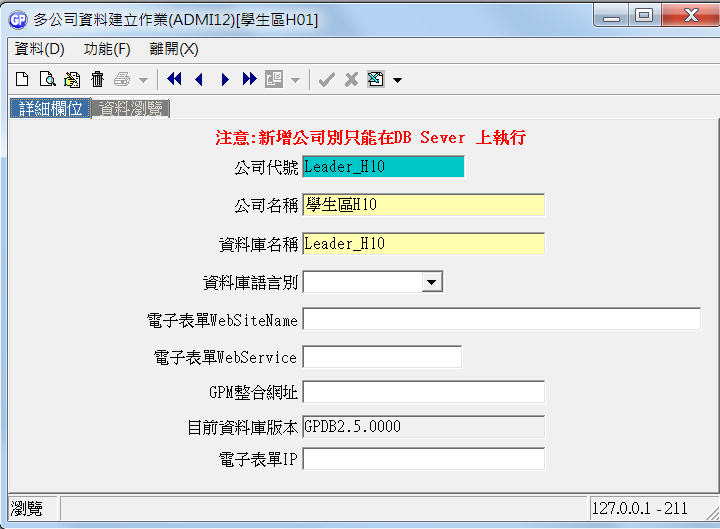 GP 多公司資料建立作業(ADMI12)[學生區H01]
資料(D) 功能(F) 離開(X)
詳細欄位 資料瀏覽
注意:新增公司別只能在DB Sever 上執行
公司代號 Leader_H10
公司名稱 學生區H10
資料庫名稱 Leader_H10
資料庫語言別
電子表單WebSiteName
電子表單WebService
GPM整合網址
目前資料庫版本 GPDB2.5.0000
電子表單IP
瀏覽 127.0.0.1 - 211